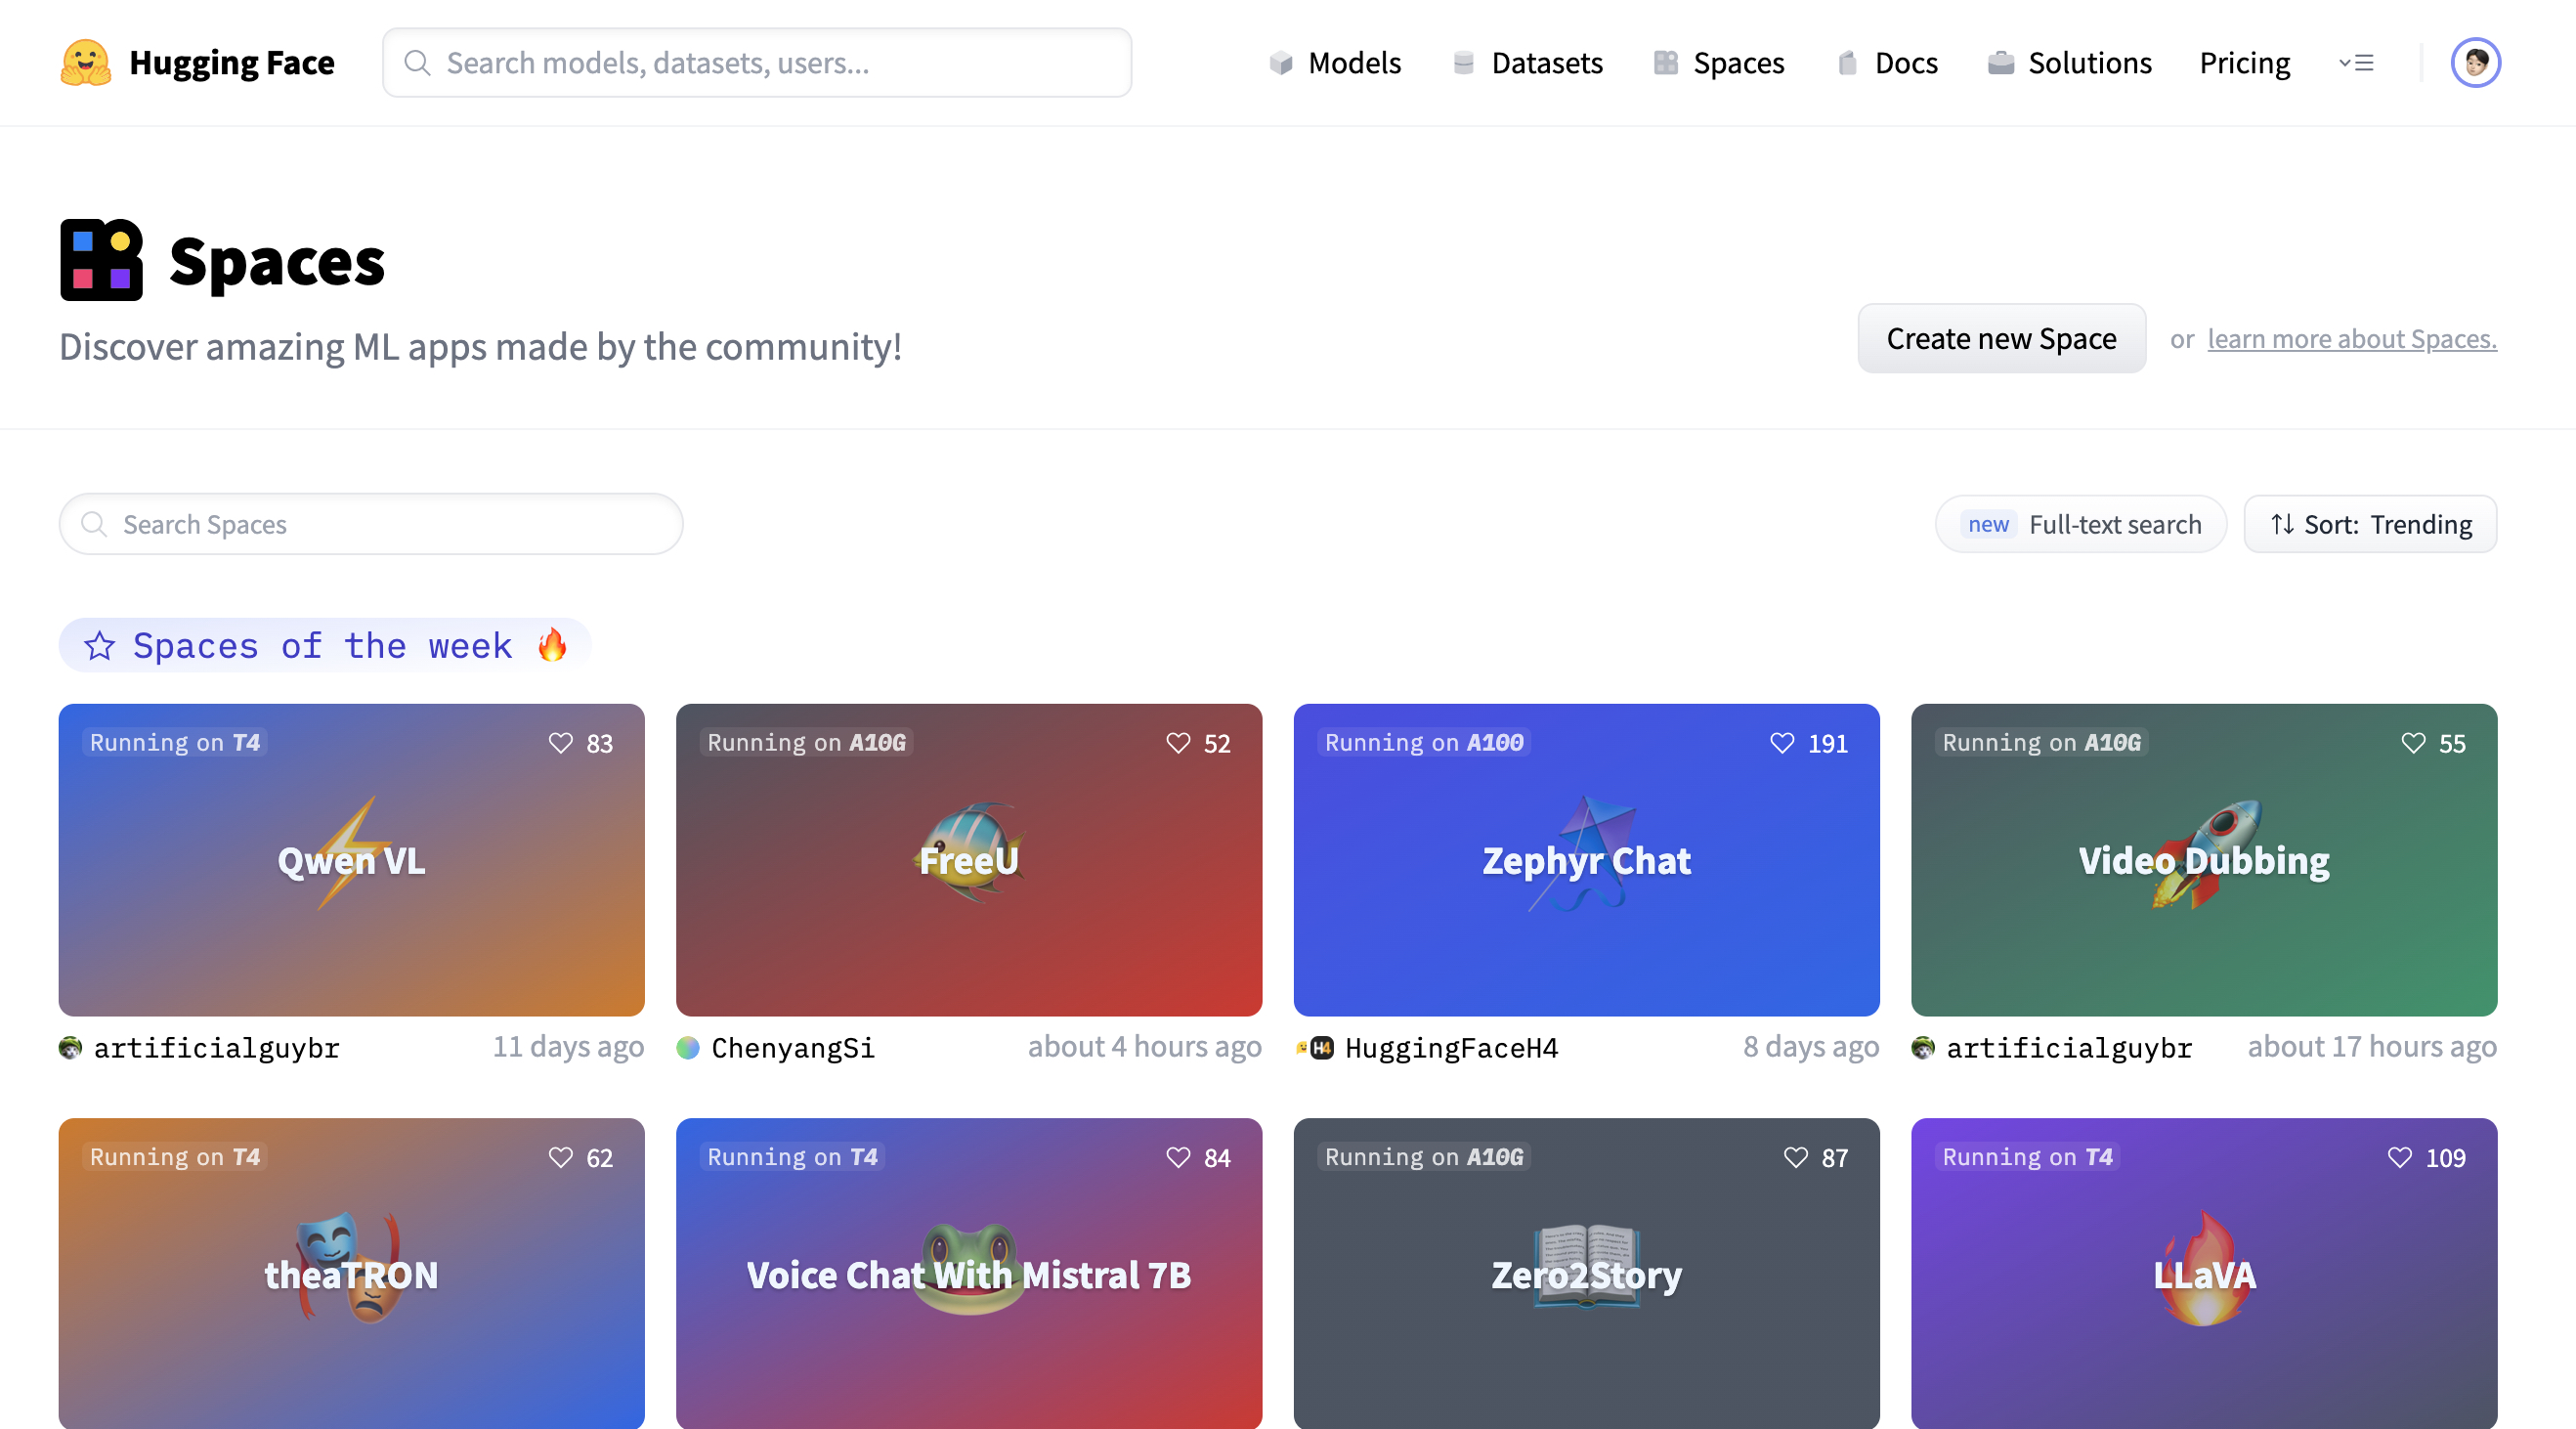 Hugging Face
Search models, datasets, users...
Models
Datasets
Spaces
Docs
Solutions
Pricing
Spaces
Discover amazing ML apps made by the community!
Create new Space or learn more about Spaces.
Search Spaces
new Full-text search
Sort: Trending
Spaces of the week 🔥
Running on T4
83
Qwen VL
artificialguybr
11 days ago
Running on A10G
52
FreeU
ChenyangSi
about 4 hours ago
Running on A100
191
Zephyr Chat
H4
HuggingFaceH4
8 days ago
Running on A10G
55
Video Dubbing
artificialguybr
about 17 hours ago
Running on T4
62
theaTRON
Running on T4
84
Voice Chat With Mistral 7B
Running on A10G
87
Zero2Story
Running on T4
109
LLaVA